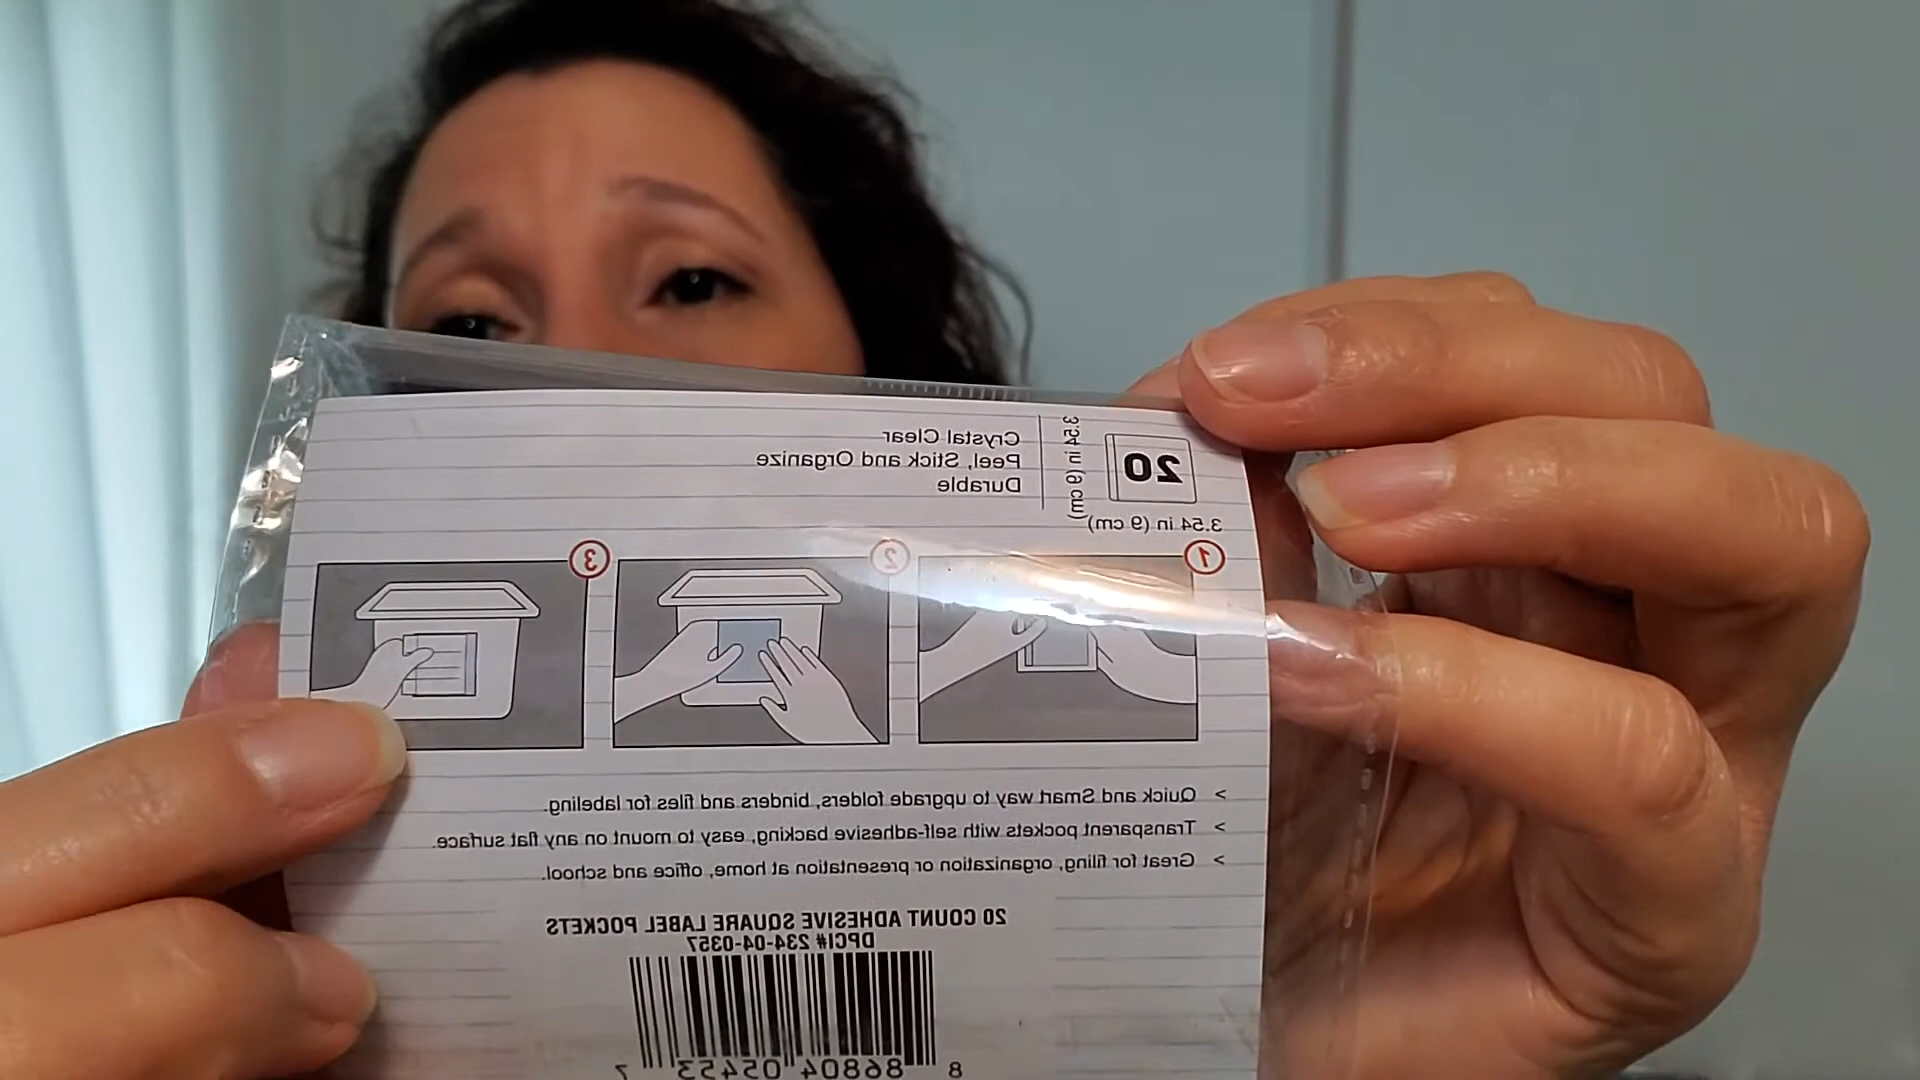 20
3.54 in (9 cm)
3.54 in (9 cm)
Crystal Clear
Peel, Stick and Organize
Durable
1
2
3
> Quick and Smart way to upgrade folders, binders and files for labeling.
> Transparent pockets with self-adhesive backing, easy to mount on any flat surface.
> Great for filing, organization or presentation at home, office and school.
20 COUNT ADHESIVE SQUARE LABEL POCKETS
DPCI# 234-04-0357
8 86804 05453 7